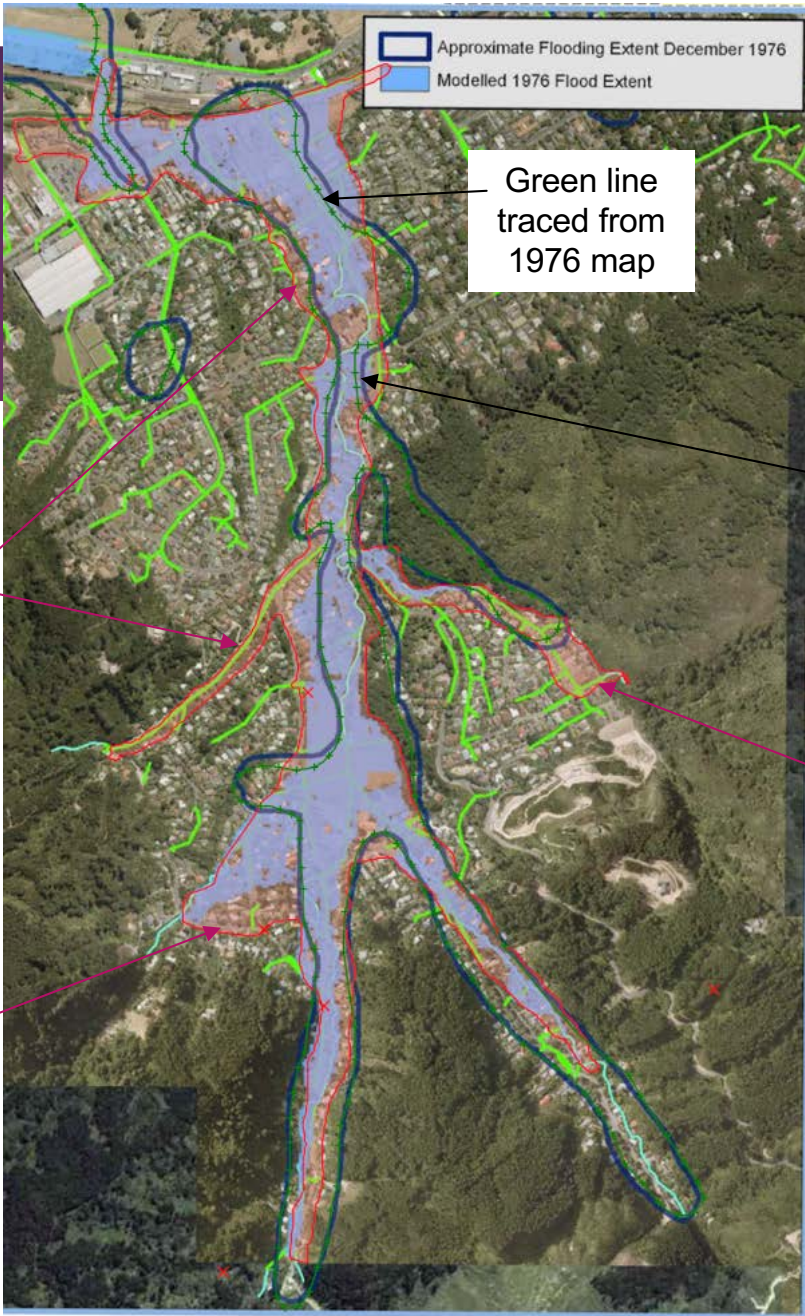 Approximate Flooding Extent December 1976
Modelled 1976 Flood Extent
Green line
traced from
1976 map